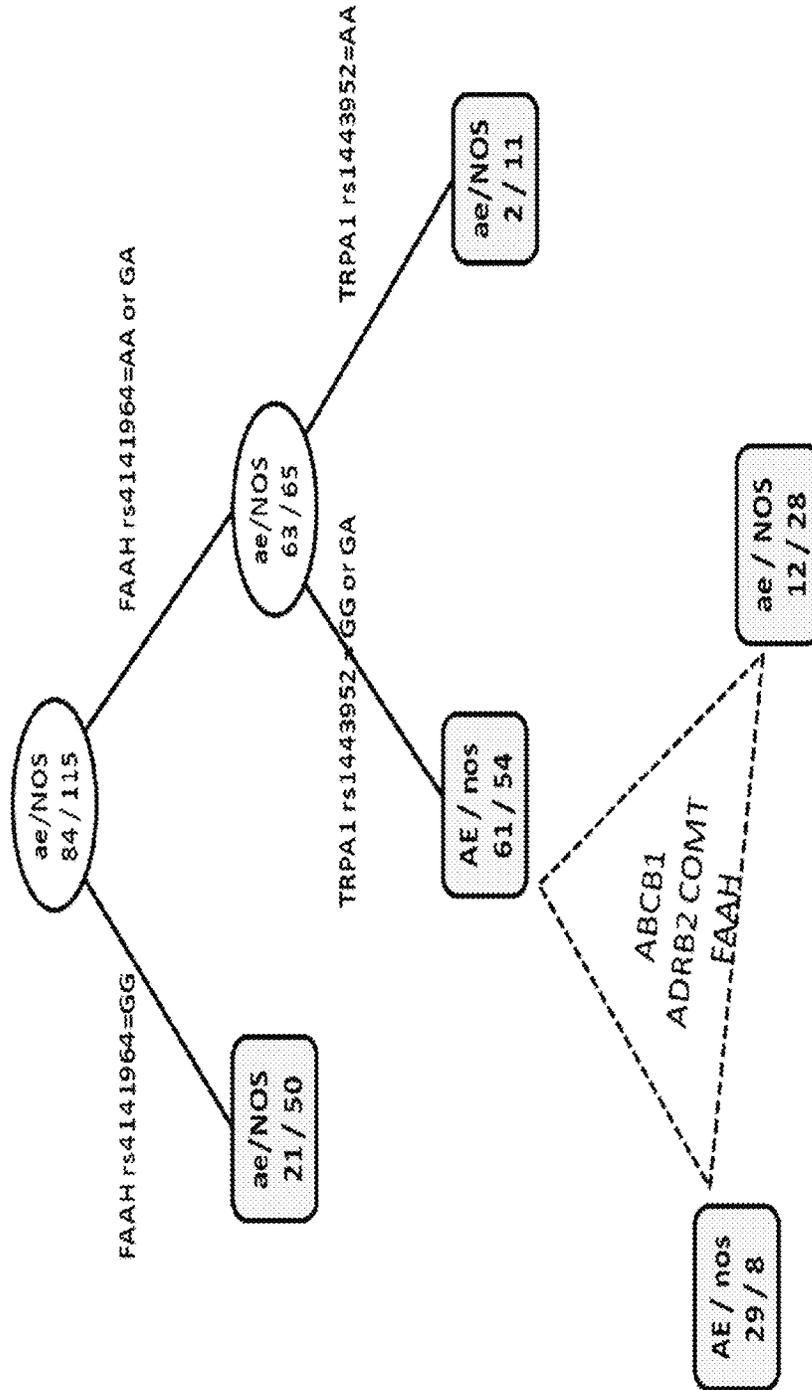 ae/NOS
84 / 115
FAAH rs4141964=GG
FAAH rs4141964=AA or GA
ae/NOS
21 / 50
ae/NOS
63 / 65
TRPA1 rs1443952 = GG or GA
TRPA1 rs1443952=AA
AE / nos
61 / 54
ae/NOS
2 / 11
ABCB1
ADRB2 COMT
FAAH
AE / nos
29 / 8
ae / NOS
12 / 28